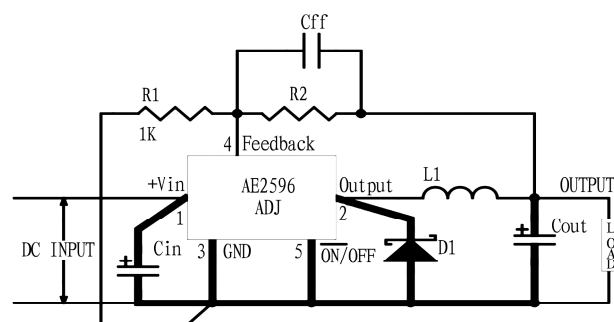 Cff
R1
R2
1K
4 Feedback
+Vin
AE2596
ADJ
Output
L1
OUTPUT
1
2
DC INPUT
Cin
3
GND
5
ON/OFF
D1
Cout
LOAD
+
+